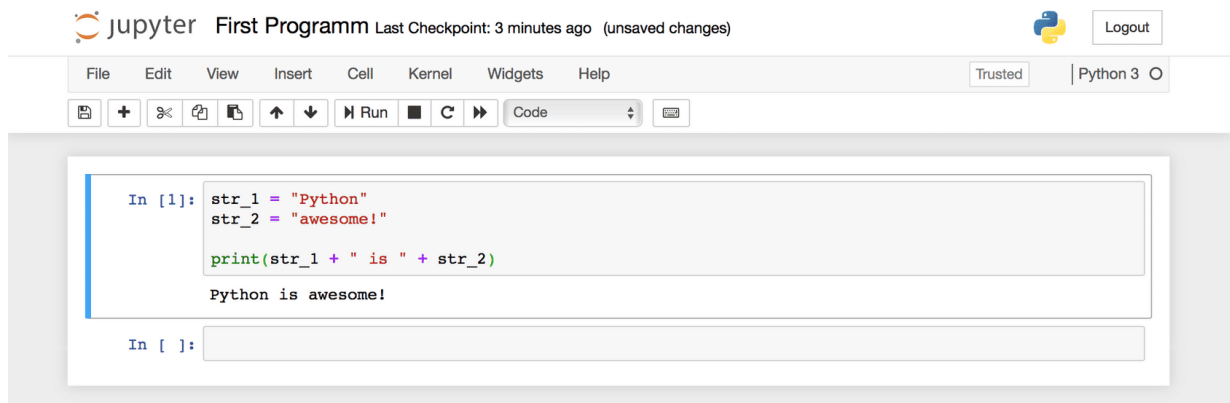 jupyter First Programm Last Checkpoint: 3 minutes ago (unsaved changes) Logout
File Edit View Insert Cell Kernel Widgets Help Trusted Python 3
Run Code
In [1]: str_1 = "Python"
str_2 = "awesome!"
print(str_1 + " is " + str_2)
Python is awesome!
In [ ]: